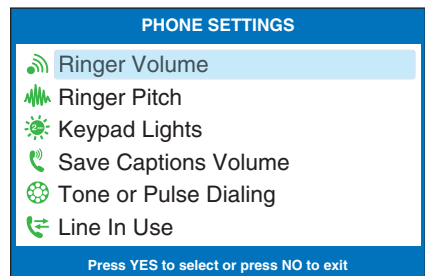 PHONE SETTINGS
Ringer Volume
Ringer Pitch
Keypad Lights
Save Captions Volume
Tone or Pulse Dialing
Line In Use
Press YES to select or press NO to exit